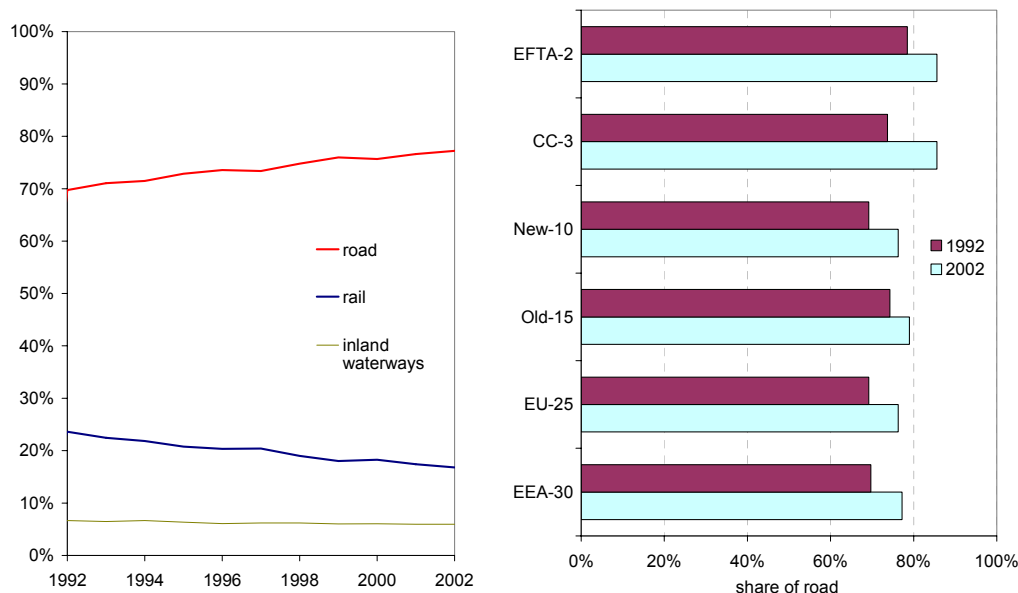 100%
90%
80%
70%
60%
50%
40%
30%
20%
10%
0%
1992 1994 1996 1998 2000 2002
road
rail
inland
waterways
EFTA-2
CC-3
New-10
Old-15
EU-25
EEA-30
0% 20% 40% 60% 80% 100%
share of road
1992
2002